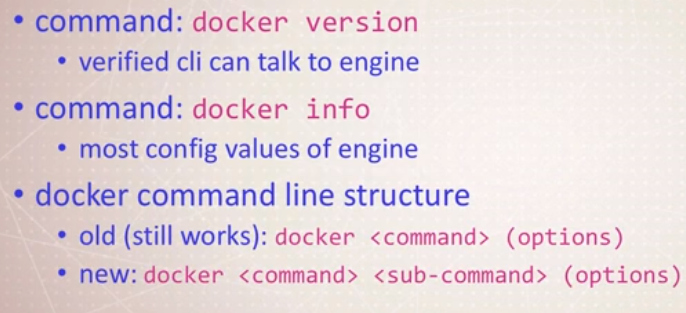 • command: docker version
• verified cli can talk to engine
• command: docker info
• most config values of engine
• docker command line structure
• old (still works): docker <command> (options)
• new: docker <command> <sub-command> (options)